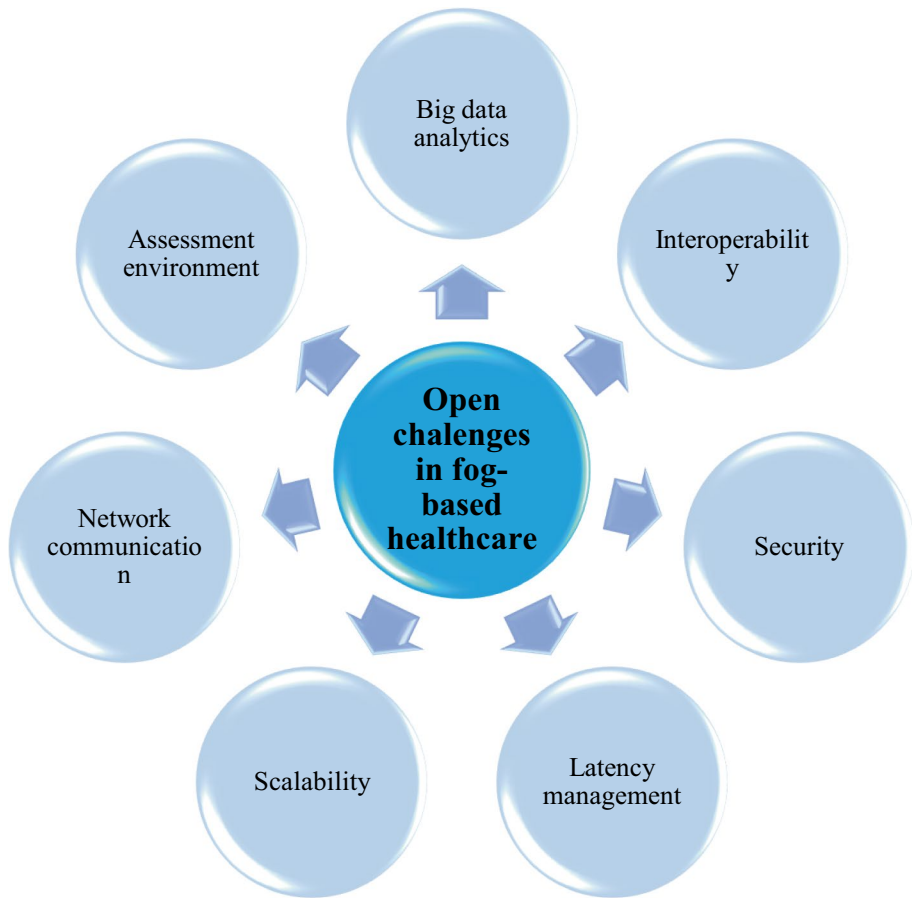 Big data
analytics
Assessment
environment
Interoperabilit
y
Open
chalenges
in fog-
based
healthcare
Network
communicatio
n
Security
Scalability
Latency
management